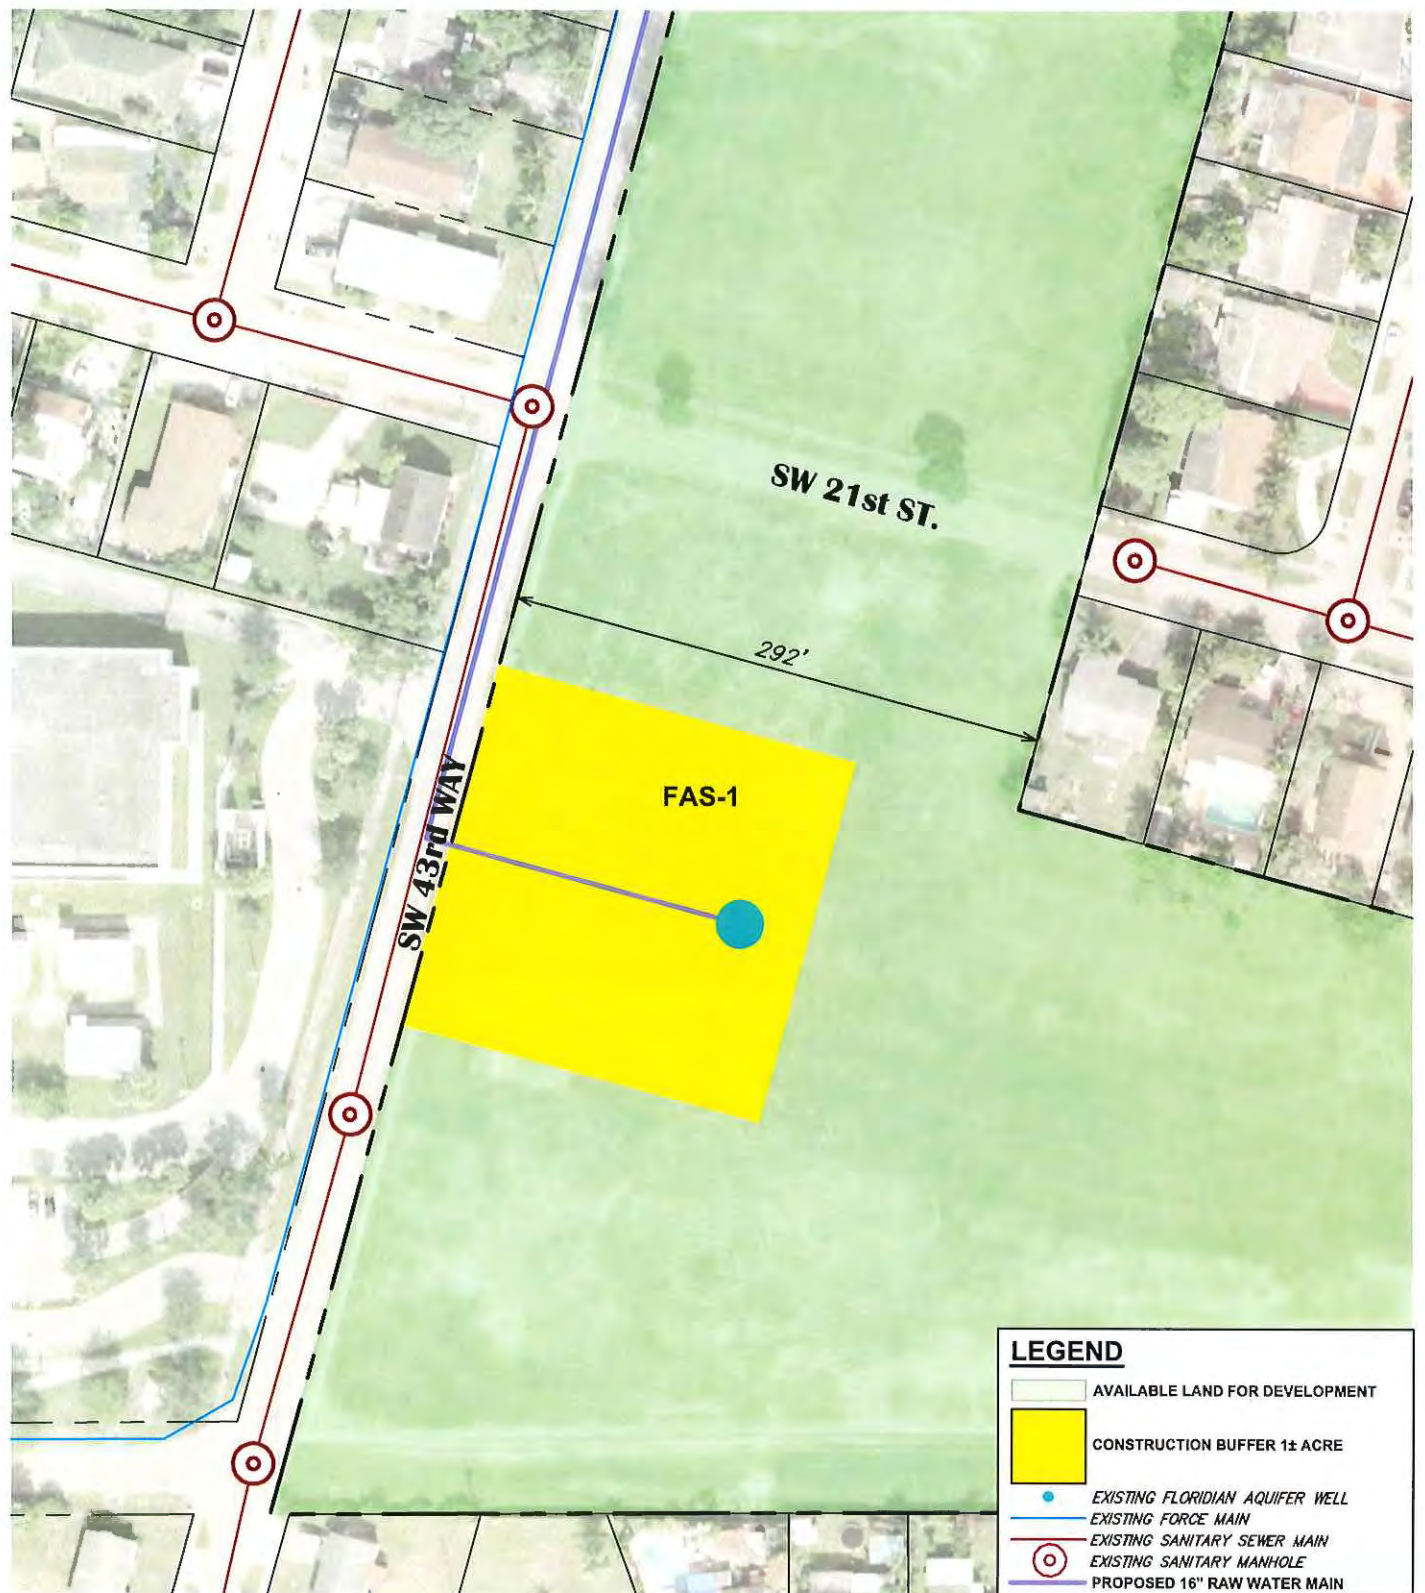 SW 21st ST.
292'
FAS-1
SW 43rd WAY
LEGEND
AVAILABLE LAND FOR DEVELOPMENT
CONSTRUCTION BUFFER 1± ACRE
EXISTING FLORIDIAN AQUIFER WELL
EXISTING FORCE MAIN
EXISTING SANITARY SEWER MAIN
EXISTING SANITARY MANHOLE
PROPOSED 16" RAW WATER MAIN